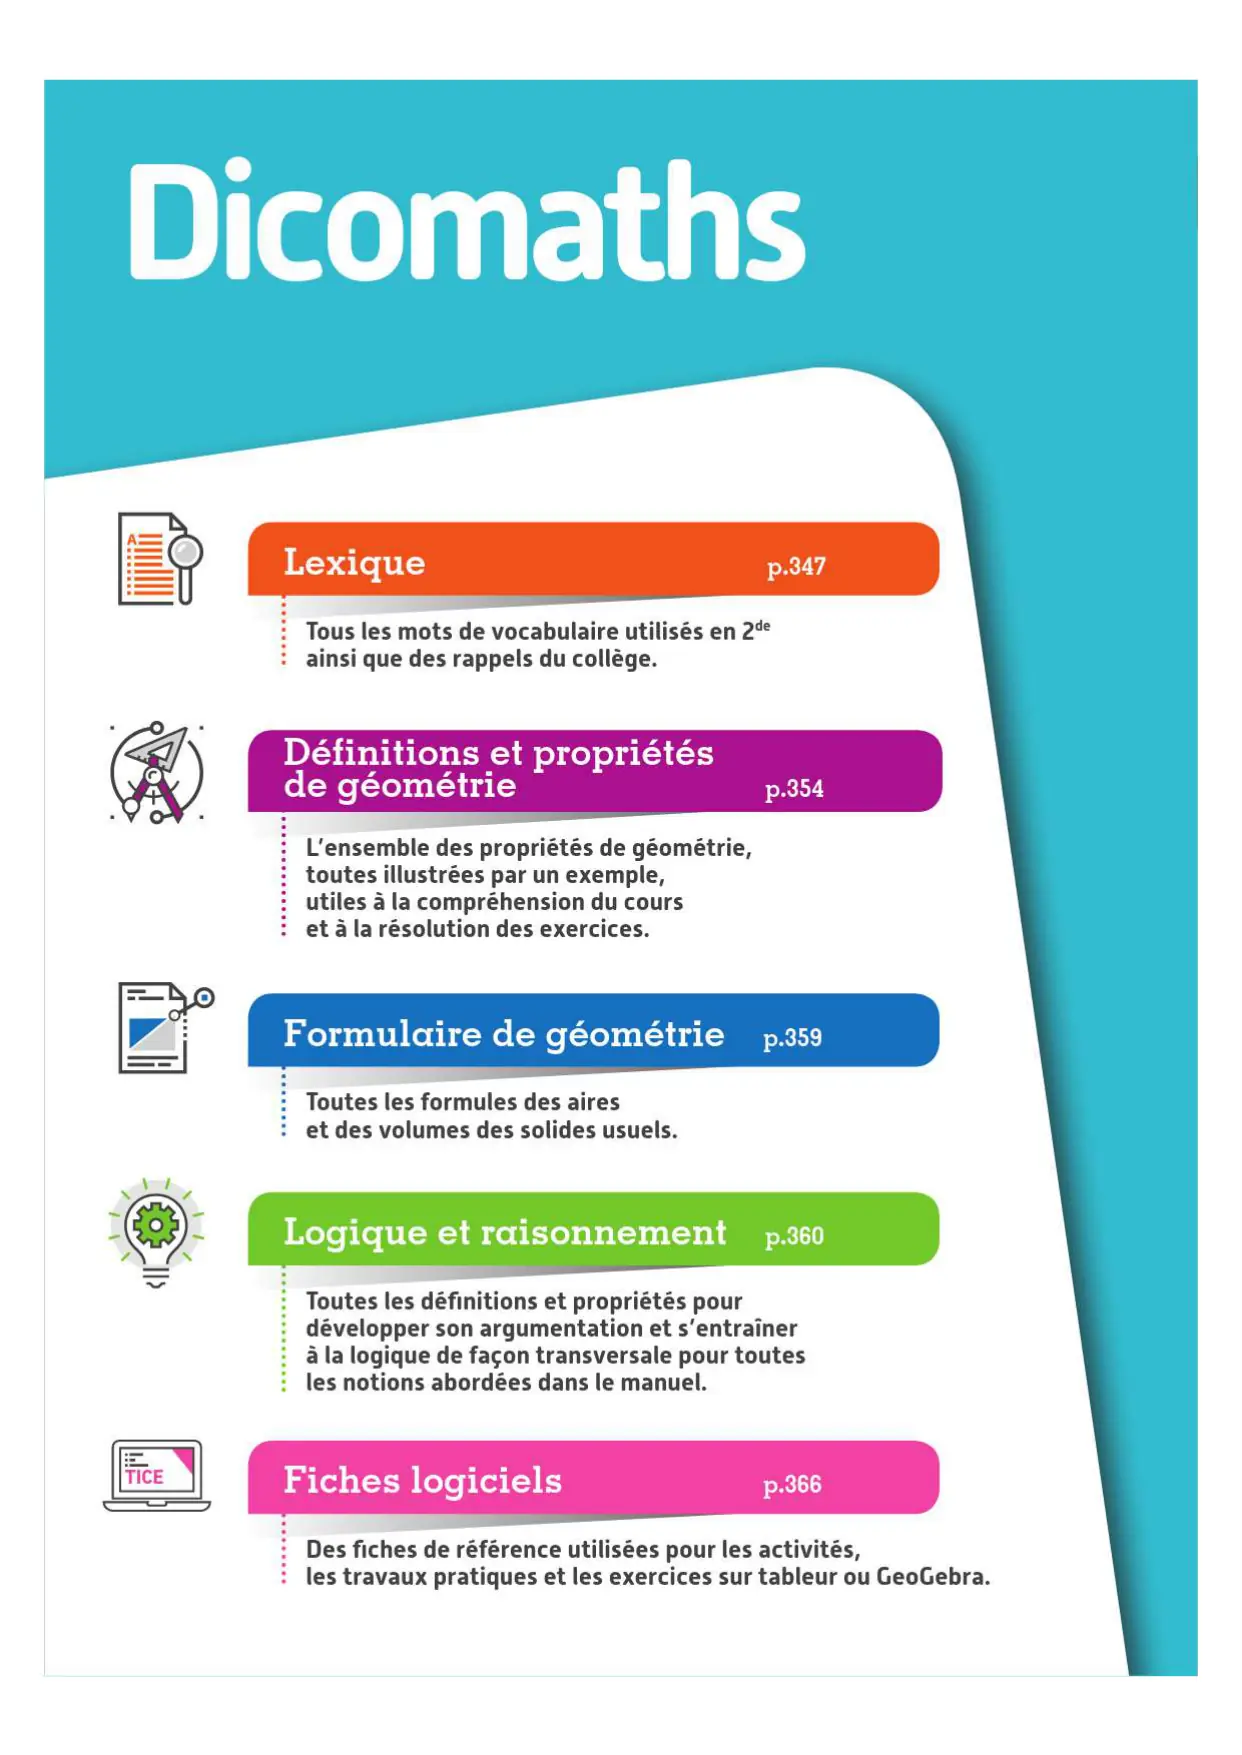 Dicomaths
Lexique p.347
Tous les mots de vocabulaire utilisés en 2de
ainsi que des rappels du collège.
Définitions et propriétés
de géométrie p.354
L'ensemble des propriétés de géométrie,
toutes illustrées par un exemple,
utiles à la compréhension du cours
et à la résolution des exercices.
Formulaire de géométrie p.359
Toutes les formules des aires
et des volumes des solides usuels.
Logique et raisonnement p.360
Toutes les définitions et propriétés pour
développer son argumentation et s'entraîner
à la logique de façon transversale pour toutes
les notions abordées dans le manuel.
TICE
Fiches logiciels p.366
Des fiches de référence utilisées pour les activités,
les travaux pratiques et les exercices sur tableur ou GeoGebra.